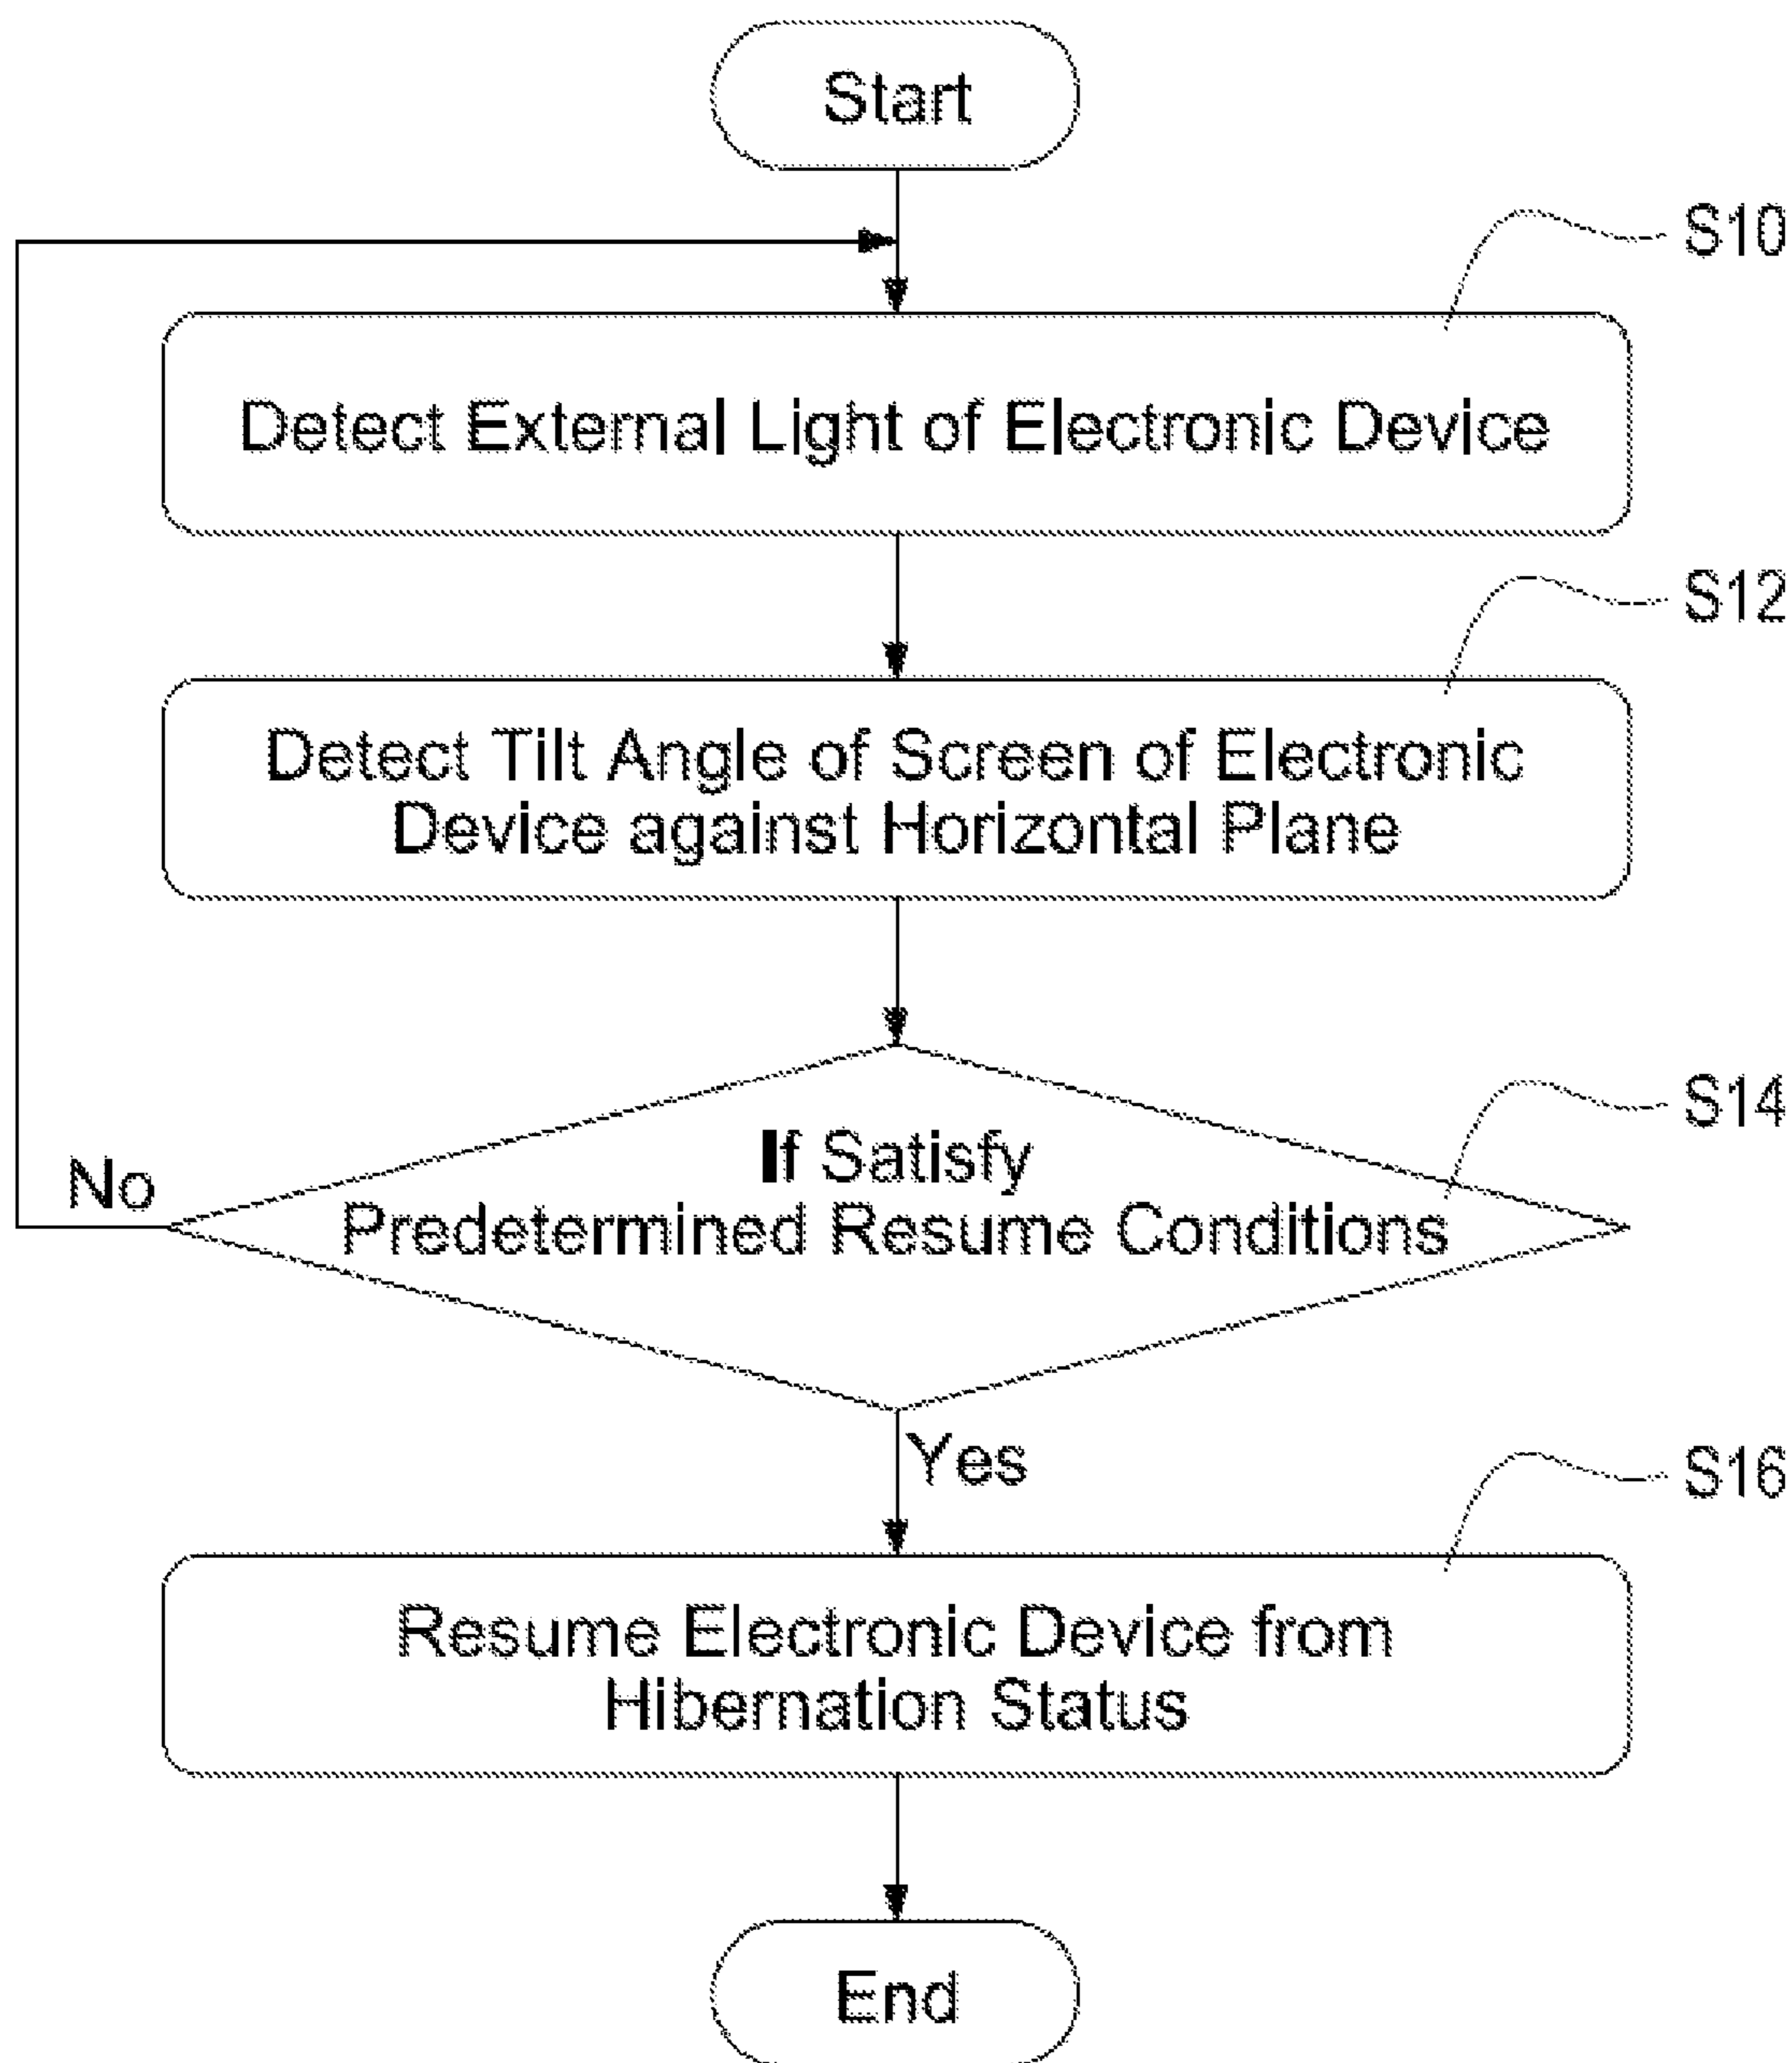 Start
S10
Detect External Light of Electronic Device
S12
Detect Tilt Angle of Screen of Electronic
Device against Horizontal Plane
S14
If Satisfy
Predetermined Resume Conditions
No
Yes
S16
Resume Electronic Device from
Hibernation Status
End